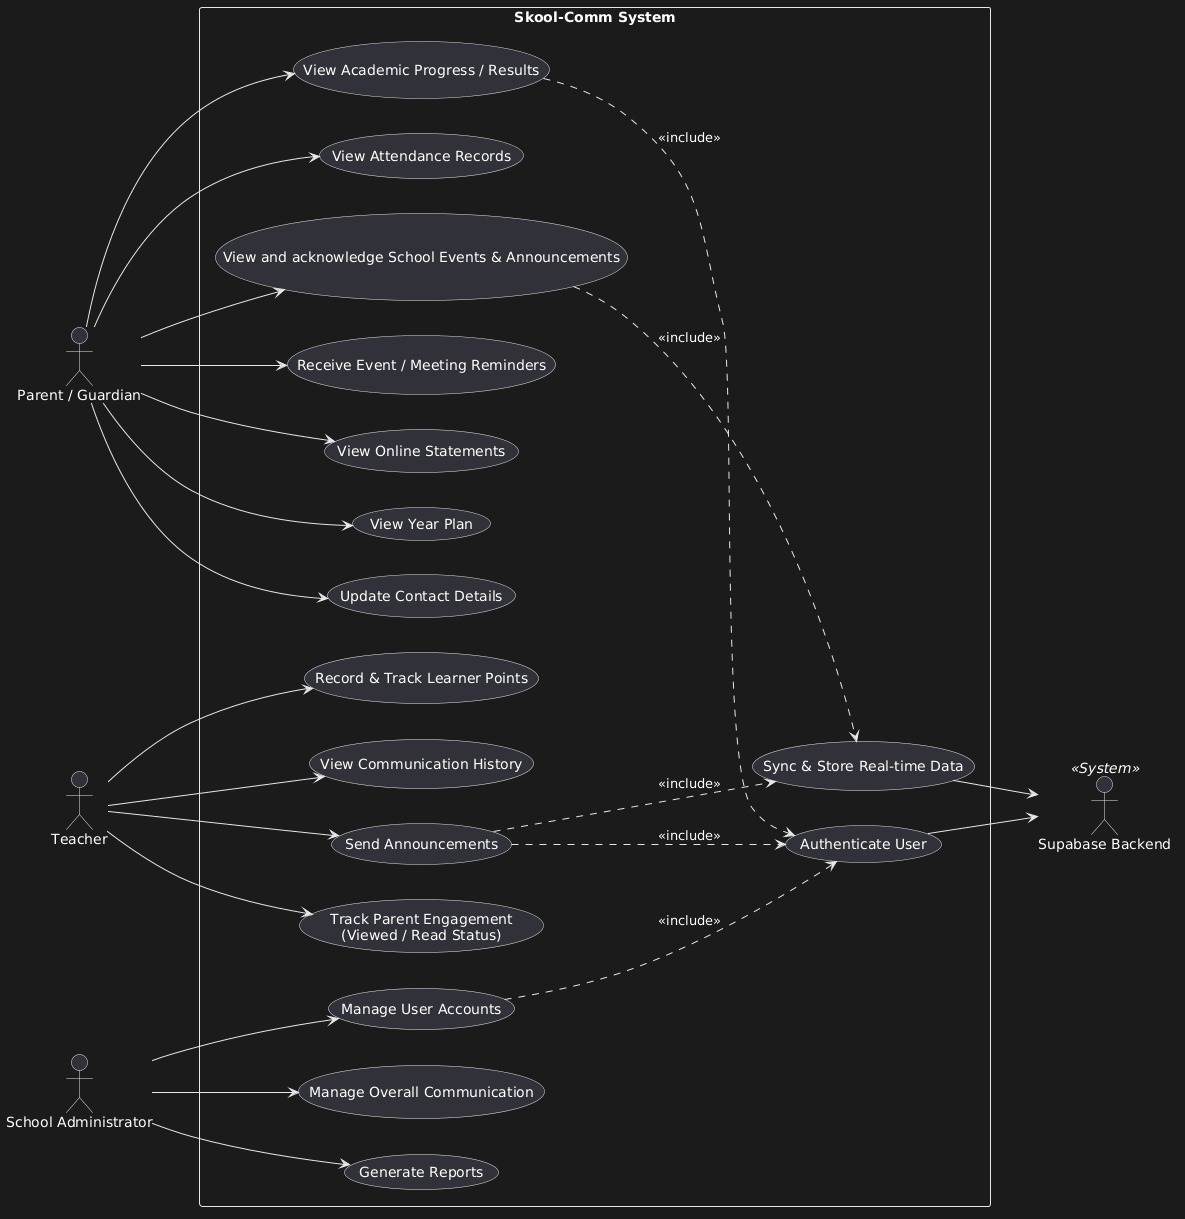 Skool-Comm System
View Academic Progress / Results
«include»
View Attendance Records
View and acknowledge School Events & Announcements
«include»
Receive Event / Meeting Reminders
Parent / Guardian
View Online Statements
View Year Plan
Update Contact Details
Record & Track Learner Points
View Communication History
Sync & Store Real-time Data
«System»
«include»
Teacher
Send Announcements
«include»
Authenticate User
Supabase Backend
Track Parent Engagement
(Viewed / Read Status)
«include»
Manage User Accounts
Manage Overall Communication
School Administrator
Generate Reports